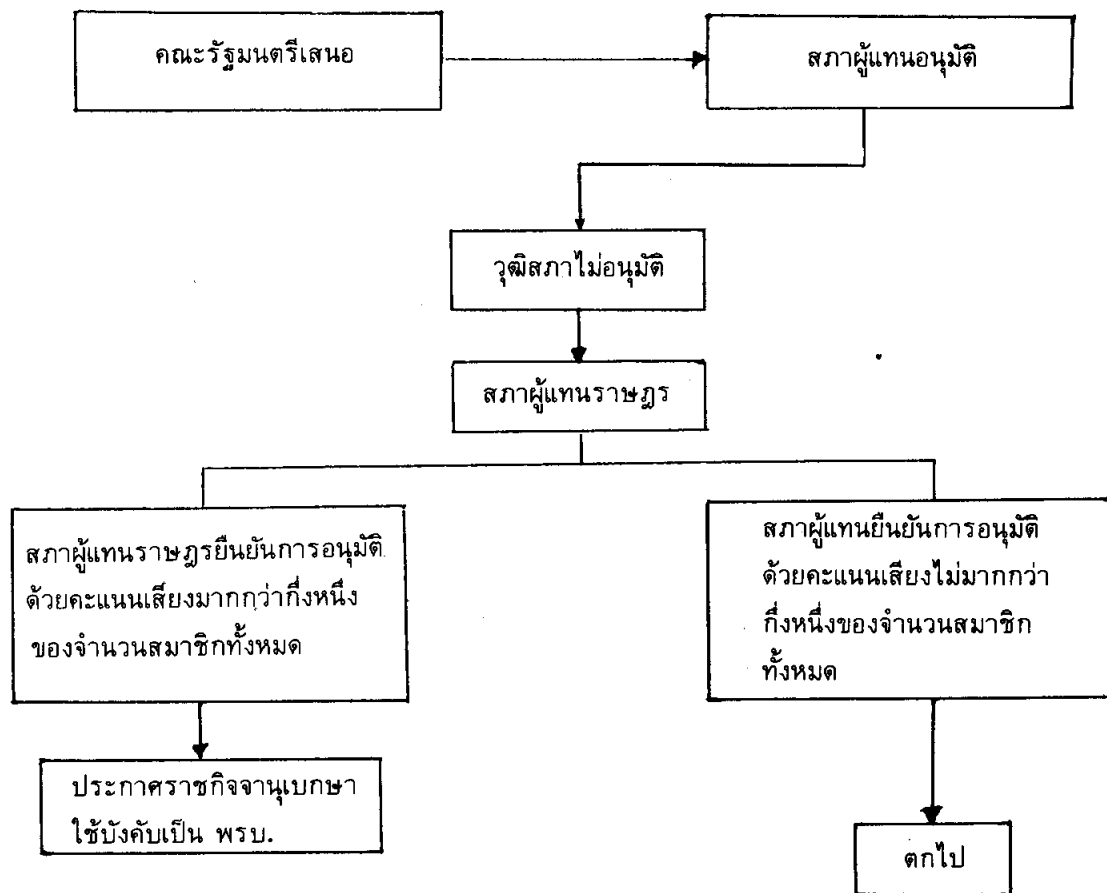 คณะรัฐมนตรีเสนอ
สภาผู้แทนอนุมัติ
วุฒิสภาไม่อนุมัติ
สภาผู้แทนราษฎร
สภาผู้แทนราษฎรยืนยันการอนุมัติ
ด้วยคะแนนเสียงมากกว่ากึ่งหนึ่ง
ของจำนวนสมาชิกทั้งหมด
สภาผู้แทนยืนยันการอนุมัติ
ด้วยคะแนนเสียงไม่มากกว่า
กึ่งหนึ่งของจำนวนสมาชิก
ทั้งหมด
ประกาศราชกิจจานุเบกษา
ใช้บังคับเป็น พรบ.
ตกไป